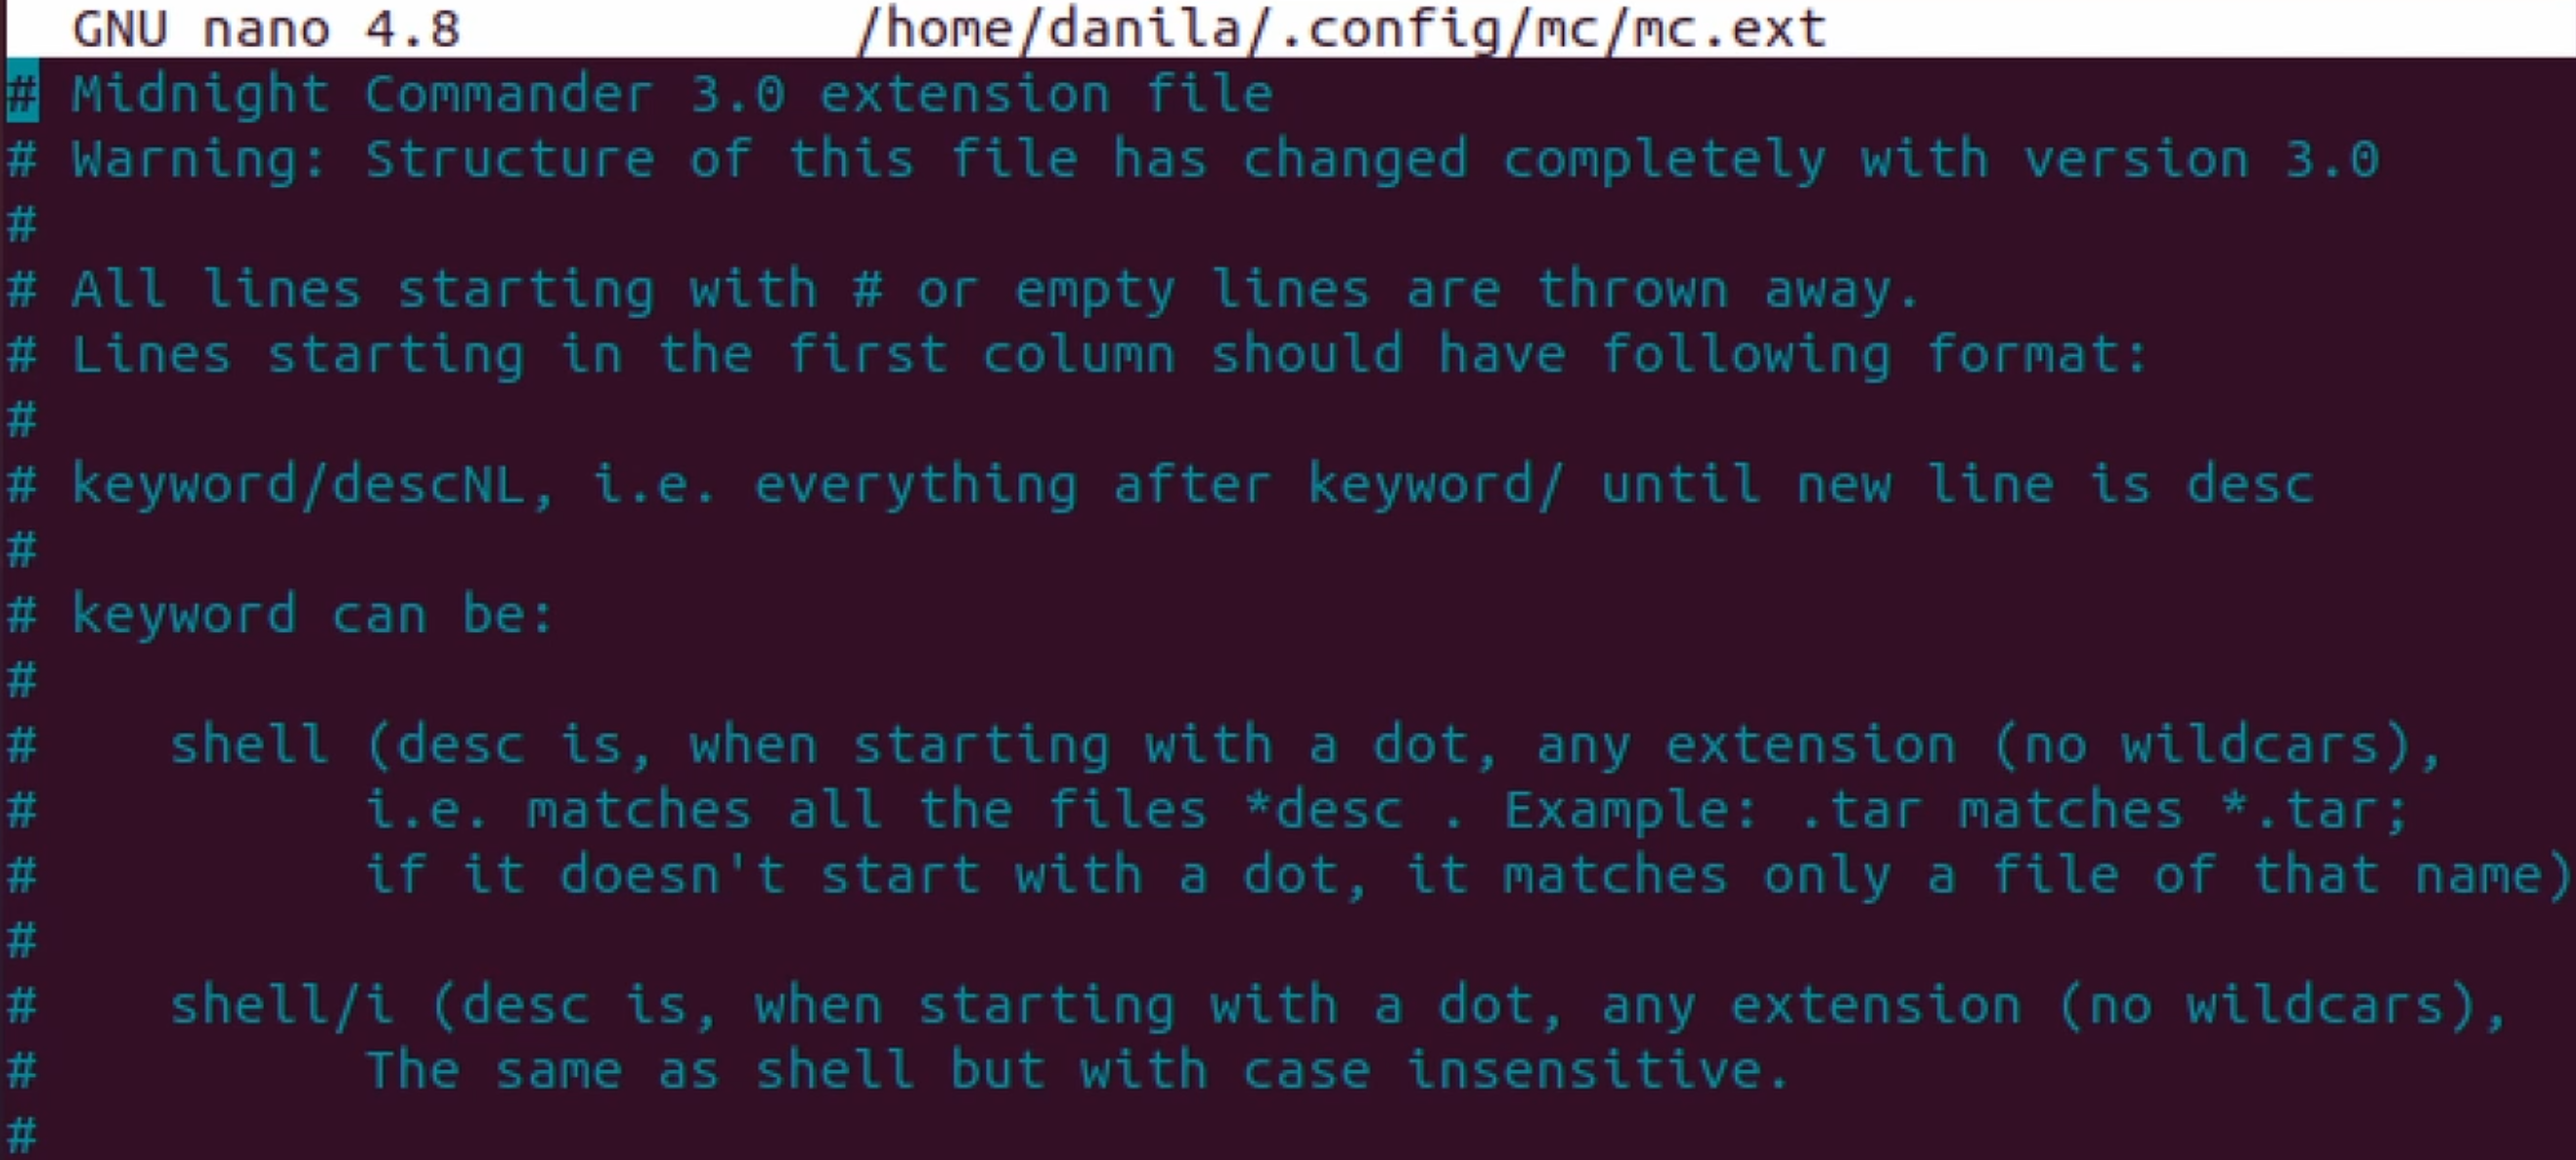 GNU nano 4.8 /home/danila/.config/mc/mc.ext
# Midnight Commander 3.0 extension file
# Warning: Structure of this file has changed completely with version 3.0
#
# All lines starting with # or empty lines are thrown away.
# Lines starting in the first column should have following format:
#
# keyword/descNL, i.e. everything after keyword/ until new line is desc
#
# keyword can be:
#
#    shell (desc is, when starting with a dot, any extension (no wildcars),
#          i.e. matches all the files *desc . Example: .tar matches *.tar;
#          if it doesn't start with a dot, it matches only a file of that name)
#
#    shell/i (desc is, when starting with a dot, any extension (no wildcars),
#          The same as shell but with case insensitive.
#